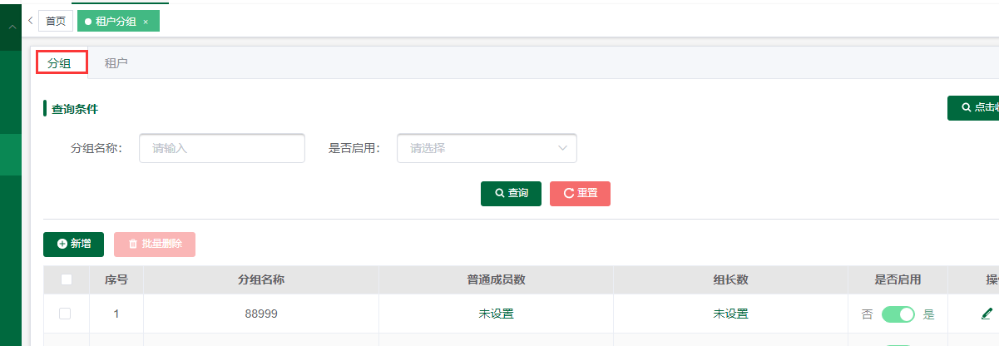 首页 租户分组 ×
分组 租户
查询条件 点击
分组名称： 请输入 是否启用： 请选择
查询 重置
新增 批量删除
序号 分组名称 普通成员数 组长数 是否启用
1 88999 未设置 未设置 否 是